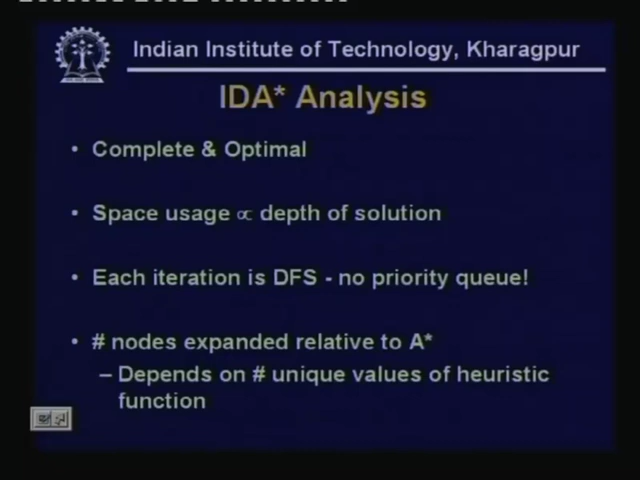 Indian Institute of Technology, Kharagpur
IDA* Analysis
• Complete & Optimal
• Space usage ∝ depth of solution
• Each iteration is DFS - no priority queue!
• # nodes expanded relative to A*
– Depends on # unique values of heuristic
function